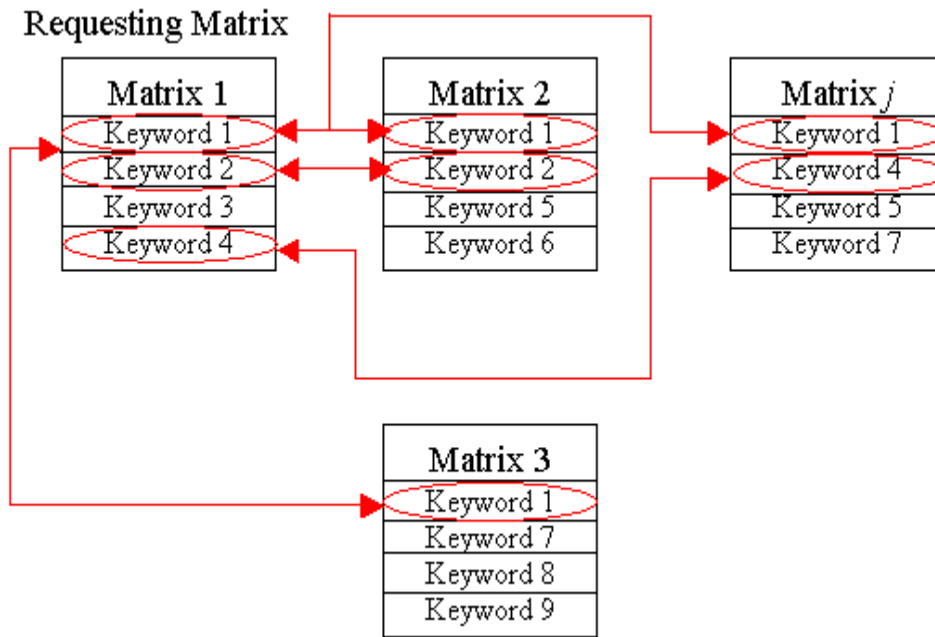 Requesting Matrix
Matrix 1
Keyword 1
Keyword 2
Keyword 3
Keyword 4
Matrix 2
Keyword 1
Keyword 2
Keyword 5
Keyword 6
Matrix j
Keyword 1
Keyword 4
Keyword 5
Keyword 7
Matrix 3
Keyword 1
Keyword 7
Keyword 8
Keyword 9